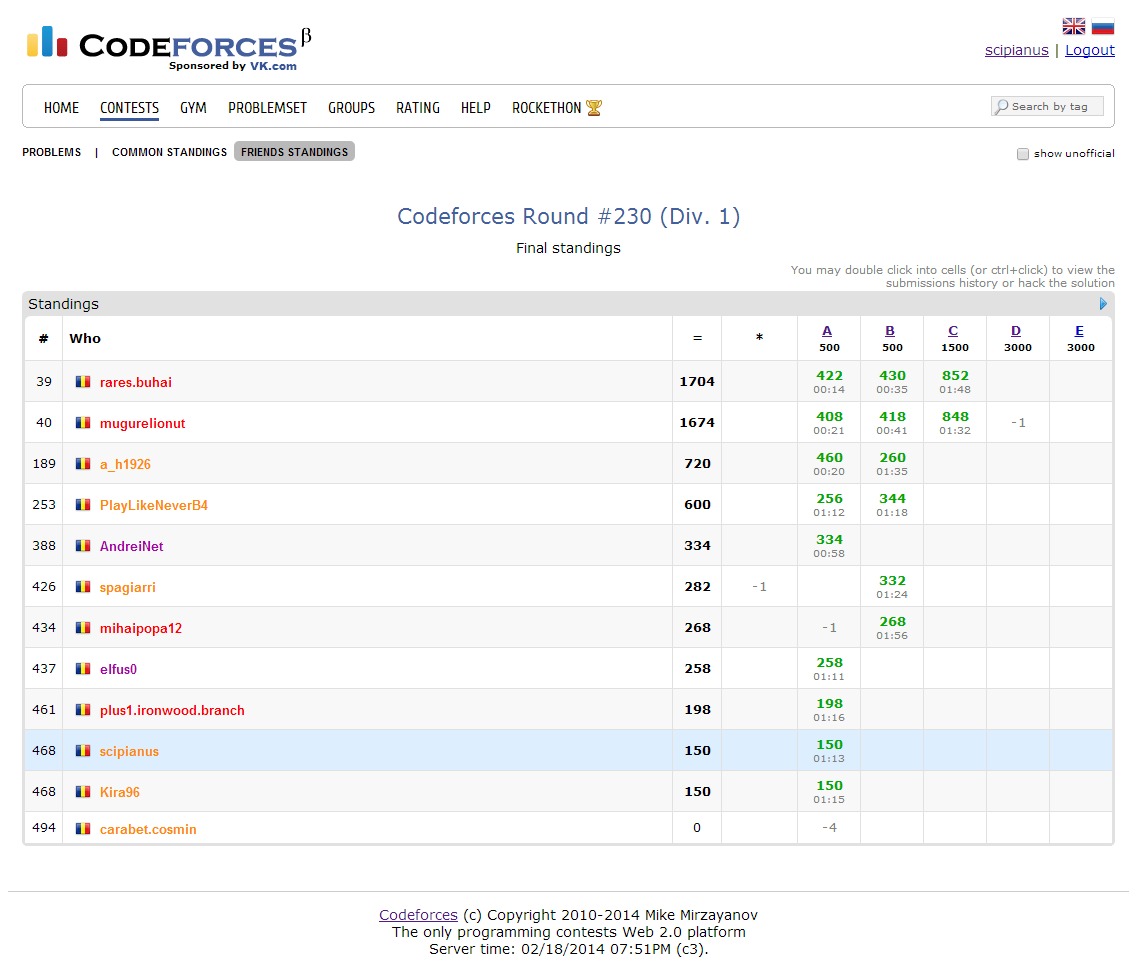 CODEFORCES β
Sponsored by VK.com
scipianus | Logout
HOME CONTESTS GYM PROBLEMSET GROUPS RATING HELP ROCKETHON Search by tag
PROBLEMS | COMMON STANDINGS FRIENDS STANDINGS show unofficial
Codeforces Round #230 (Div. 1)
Final standings
You may double click into cells (or ctrl+click) to view the
submissions history or hack the solution
Standings
# Who = * A B C D E
500 500 1500 3000 3000
39 rares.buhai 1704 422 430 852
00:14 00:35 01:48
40 mugurelionut 1674 408 418 848 -1
00:21 00:41 01:32
189 a_h1926 720 460 260
00:20 01:35
253 PlayLikeNeverB4 600 256 344
01:12 01:18
388 AndreiNet 334 334
00:58
426 spagiarri 282 -1 332
01:24
434 mihaipopa12 268 -1 268
01:56
437 elfus0 258 258
01:11
461 plus1.ironwood.branch 198 198
01:16
468 scipianus 150 150
01:13
468 Kira96 150 150
01:15
494 carabet.cosmin 0 -4
Codeforces (c) Copyright 2010-2014 Mike Mirzayanov
The only programming contests Web 2.0 platform
Server time: 02/18/2014 07:51PM (c3).